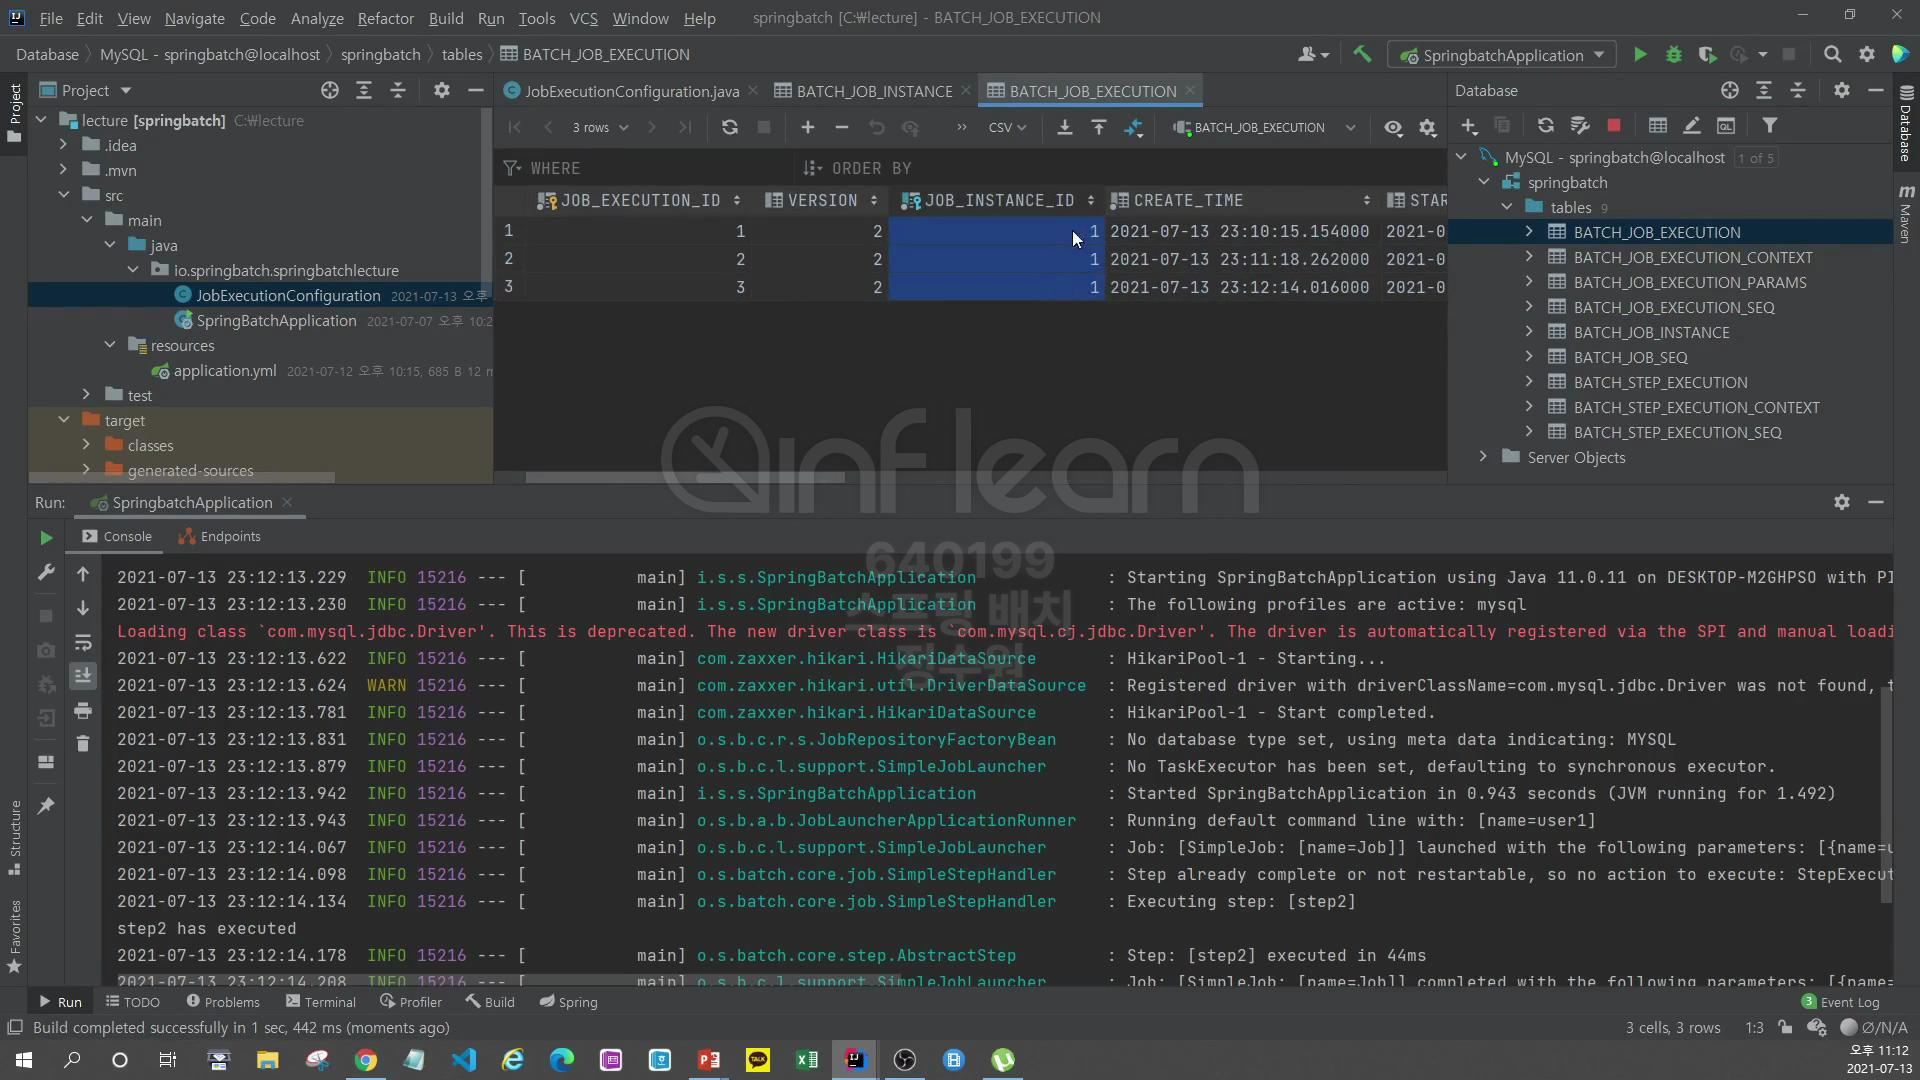 File Edit View Navigate Code Analyze Refactor Build Run Tools VCS Window Help springbatch [C:\lecture] - BATCH_JOB_EXECUTION
Database MySQL - springbatch@localhost springbatch tables BATCH_JOB_EXECUTION SpringbatchApplication
Project
Project JobExecutionConfiguration.java BATCH_JOB_INSTANCE BATCH_JOB_EXECUTION Database
Database
lecture [springbatch] C:\lecture
.idea
.mvn
src
main
java
io.springbatch.springbatchlecture
JobExecutionConfiguration 2021-07-13 오후
SpringBatchApplication 2021-07-07 오후 10:2
resources
application.yml 2021-07-12 오후 10:15, 685 B 12 m
test
target
classes
generated-sources
3 rows CSV BATCH_JOB_EXECUTION
WHERE ORDER BY
JOB_EXECUTION_ID VERSION JOB_INSTANCE_ID CREATE_TIME STAR
1 1 2 1 2021-07-13 23:10:15.154000 2021-0
2 2 2 1 2021-07-13 23:11:18.262000 2021-0
3 3 2 1 2021-07-13 23:12:14.016000 2021-0
MySQL - springbatch@localhost 1 of 5
springbatch
tables 9
BATCH_JOB_EXECUTION
BATCH_JOB_EXECUTION_CONTEXT
BATCH_JOB_EXECUTION_PARAMS
BATCH_JOB_EXECUTION_SEQ
BATCH_JOB_INSTANCE
BATCH_JOB_SEQ
BATCH_STEP_EXECUTION
BATCH_STEP_EXECUTION_CONTEXT
BATCH_STEP_EXECUTION_SEQ
Server Objects
Maven
inflearn
640199
스프링 배치
정수원
Run: SpringbatchApplication
Console Endpoints
2021-07-13 23:12:13.229 INFO 15216 --- [ main] i.s.s.SpringBatchApplication : Starting SpringBatchApplication using Java 11.0.11 on DESKTOP-M2GHPSO with PI
2021-07-13 23:12:13.230 INFO 15216 --- [ main] i.s.s.SpringBatchApplication : The following profiles are active: mysql
Loading class `com.mysql.jdbc.Driver'. This is deprecated. The new driver class is `com.mysql.cj.jdbc.Driver'. The driver is automatically registered via the SPI and manual loadi
2021-07-13 23:12:13.622 INFO 15216 --- [ main] com.zaxxer.hikari.HikariDataSource : HikariPool-1 - Starting...
2021-07-13 23:12:13.624 WARN 15216 --- [ main] com.zaxxer.hikari.util.DriverDataSource : Registered driver with driverClassName=com.mysql.jdbc.Driver was not found, t
2021-07-13 23:12:13.781 INFO 15216 --- [ main] com.zaxxer.hikari.HikariDataSource : HikariPool-1 - Start completed.
2021-07-13 23:12:13.831 INFO 15216 --- [ main] o.s.b.c.r.s.JobRepositoryFactoryBean : No database type set, using meta data indicating: MYSQL
2021-07-13 23:12:13.879 INFO 15216 --- [ main] o.s.b.c.l.support.SimpleJobLauncher : No TaskExecutor has been set, defaulting to synchronous executor.
2021-07-13 23:12:13.942 INFO 15216 --- [ main] i.s.s.SpringBatchApplication : Started SpringBatchApplication in 0.943 seconds (JVM running for 1.492)
2021-07-13 23:12:13.943 INFO 15216 --- [ main] o.s.b.a.b.JobLauncherApplicationRunner : Running default command line with: [name=user1]
2021-07-13 23:12:14.067 INFO 15216 --- [ main] o.s.b.c.l.support.SimpleJobLauncher : Job: [SimpleJob: [name=Job]] launched with the following parameters: [{name=u
2021-07-13 23:12:14.098 INFO 15216 --- [ main] o.s.batch.core.job.SimpleStepHandler : Step already complete or not restartable, so no action to execute: StepExecut
2021-07-13 23:12:14.134 INFO 15216 --- [ main] o.s.batch.core.job.SimpleStepHandler : Executing step: [step2]
step2 has executed
2021-07-13 23:12:14.178 INFO 15216 --- [ main] o.s.batch.core.step.AbstractStep : Step: [step2] executed in 44ms
2021-07-13 23:12:14.208 INFO 15216 --- [ main] o.s.b.c.l.support.SimpleJobLauncher : Job: [SimpleJob: [name=Job]] completed with the following parameters: [{name=
Structure
Favorites
Run TODO Problems Terminal Profiler Build Spring 3 Event Log
Build completed successfully in 1 sec, 442 ms (moments ago) 3 cells, 3 rows 1:3 Ø/N/A
오후 11:12
2021-07-13